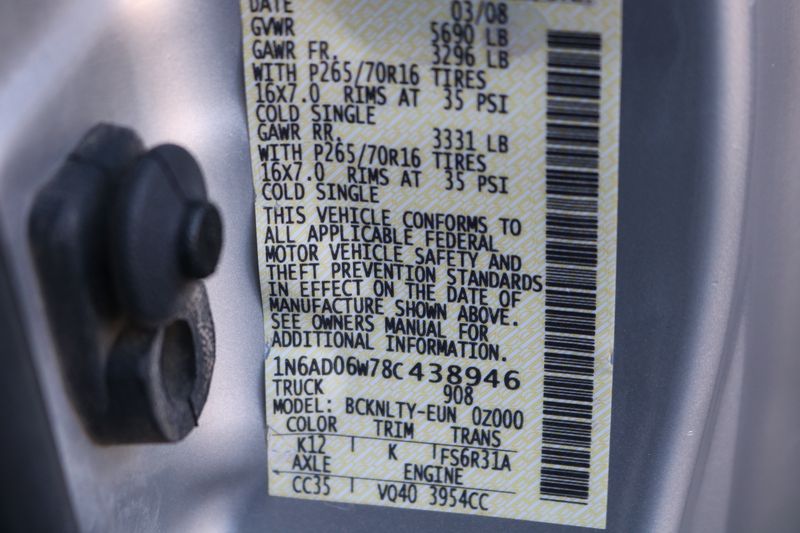 DATE 03/08
GVWR 5690 LB
GAWR FR. 3296 LB
WITH P265/70R16 TIRES
16X7.0 RIMS AT 35 PSI
COLD SINGLE
GAWR RR. 3331 LB
WITH P265/70R16 TIRES
16X7.0 RIMS AT 35 PSI
COLD SINGLE
THIS VEHICLE CONFORMS TO
ALL APPLICABLE FEDERAL
MOTOR VEHICLE SAFETY AND
THEFT PREVENTION STANDARDS
IN EFFECT ON THE DATE OF
MANUFACTURE SHOWN ABOVE.
SEE OWNERS MANUAL FOR
ADDITIONAL INFORMATION.
1N6AD06W78C438946
TRUCK 908
MODEL: BCKNLTY-EUN 0Z000
COLOR TRIM TRANS
K12 K FS6R31A
AXLE ENGINE
CC35 VQ40 3954CC